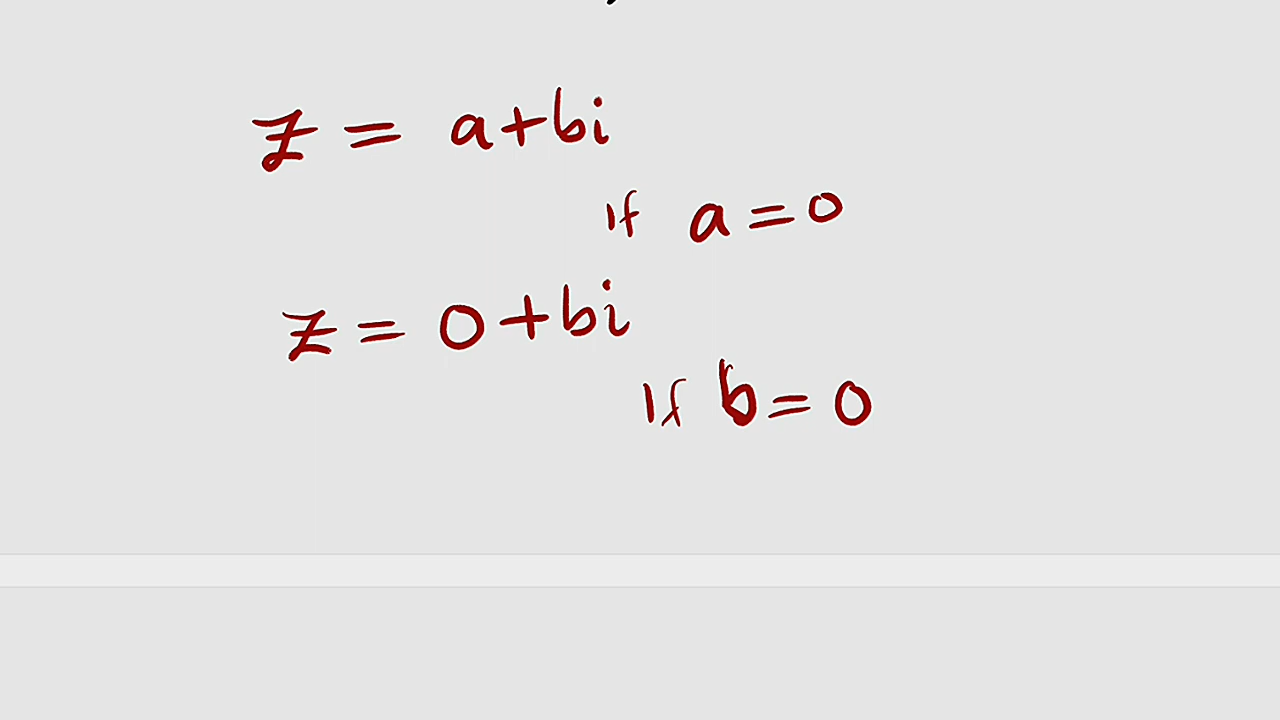 z = a+bi
If a=0
z = 0+bi
If b=0